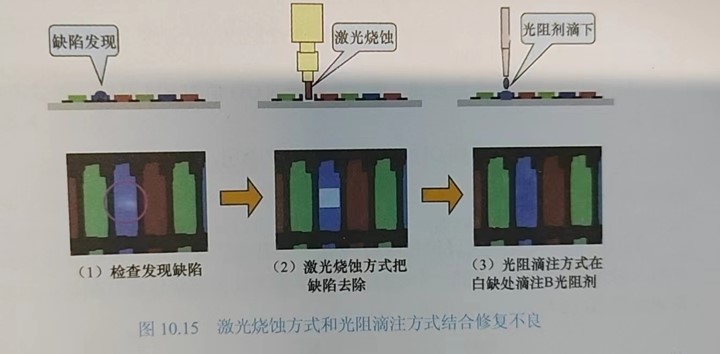 缺陷发现
激光烧蚀
光阻剂滴下
（1）检查发现缺陷
（2）激光烧蚀方式把
缺陷去除
（3）光阻滴注方式在
白缺处滴注B光阻剂
图 10.15 激光烧蚀方式和光阻滴注方式结合修复不良